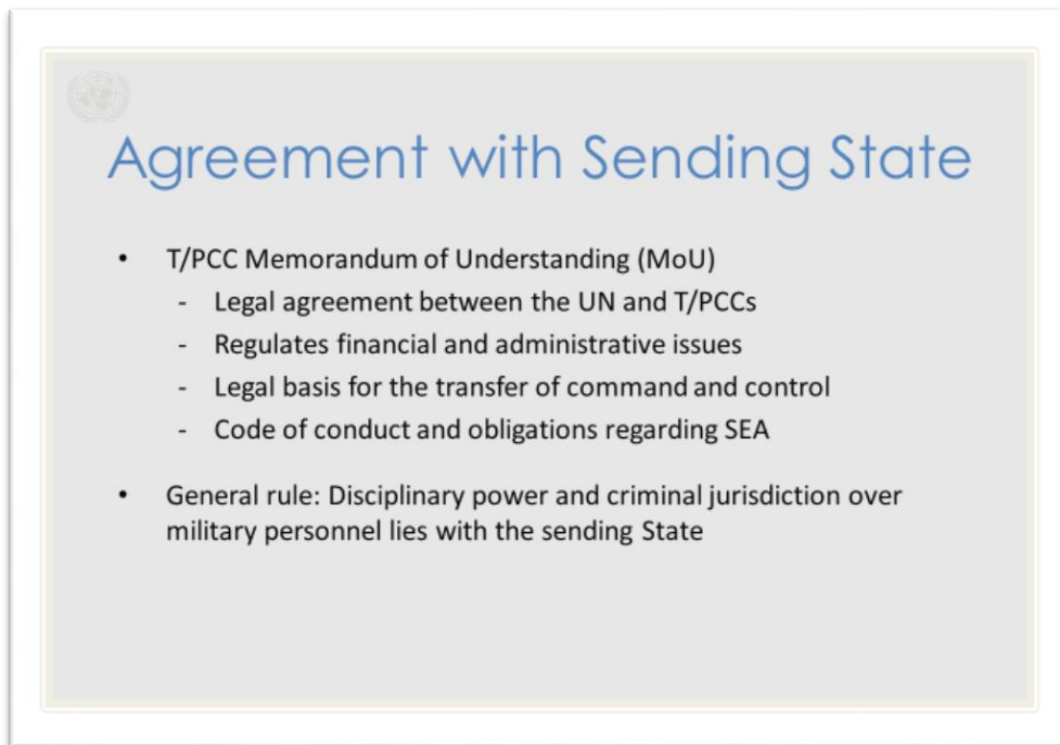 Agreement with Sending State
• T/PCC Memorandum of Understanding (MoU)
- Legal agreement between the UN and T/PCCs
- Regulates financial and administrative issues
- Legal basis for the transfer of command and control
- Code of conduct and obligations regarding SEA
• General rule: Disciplinary power and criminal jurisdiction over
military personnel lies with the sending State